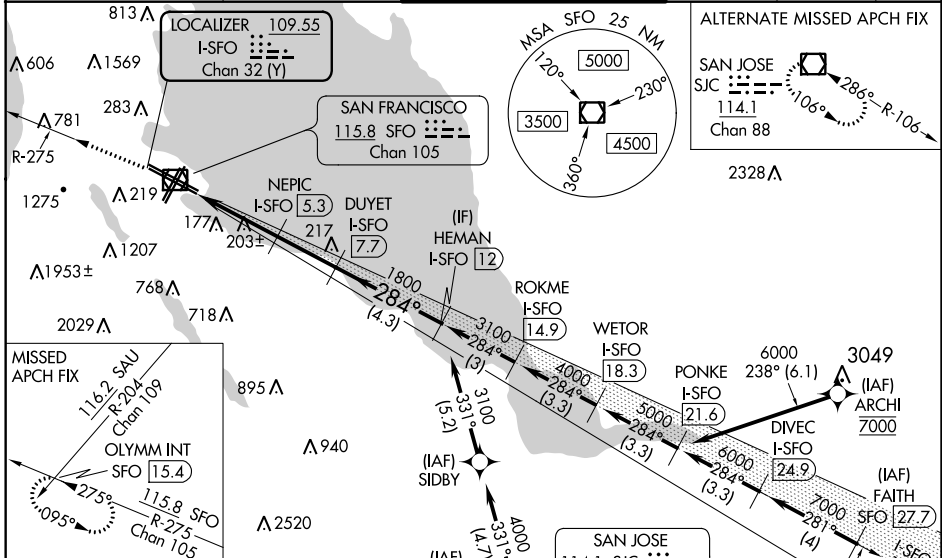 813
LOCALIZER 109.55
I-SFO
Chan 32 (Y)
606
1569
283
781
R-275
SAN FRANCISCO
115.8 SFO
Chan 105
MSA SFO 25 NM
120°
5000
230°
3500
4500
360°
ALTERNATE MISSED APCH FIX
SAN JOSE
SJC
114.1
Chan 88
286°
R-106
106°
2328
1275
219
177
203±
NEPIC
I-SFO 5.3
DUYET
I-SFO
7.7
217
(IF)
HEMAN
I-SFO 12
1207
1953±
768
718
2029
1800
284°
(4.3)
ROKME
I-SFO
14.9
3100
284°
(3)
WETOR
I-SFO
18.3
4000
284°
(3.3)
PONKE
I-SFO
21.6
5000
284°
(3.3)
6000
238° (6.1)
3049
(IAF)
ARCHI
7000
DIVEC
I-SFO
24.9
6000
284°
(3.3)
(IAF)
FAITH
SFO 27.7
7000
281°
(4)
I-SFO
MISSED
APCH FIX
116.2 SAU
R-204
Chan 109
OLYMM INT
SFO 15.4
275°
095°
115.8 SFO
R-275
Chan 105
895
940
2520
3100
331°
(5.2)
(IAF)
SIDBY
4000
331°
(4.7)
(IAF)
SAN JOSE